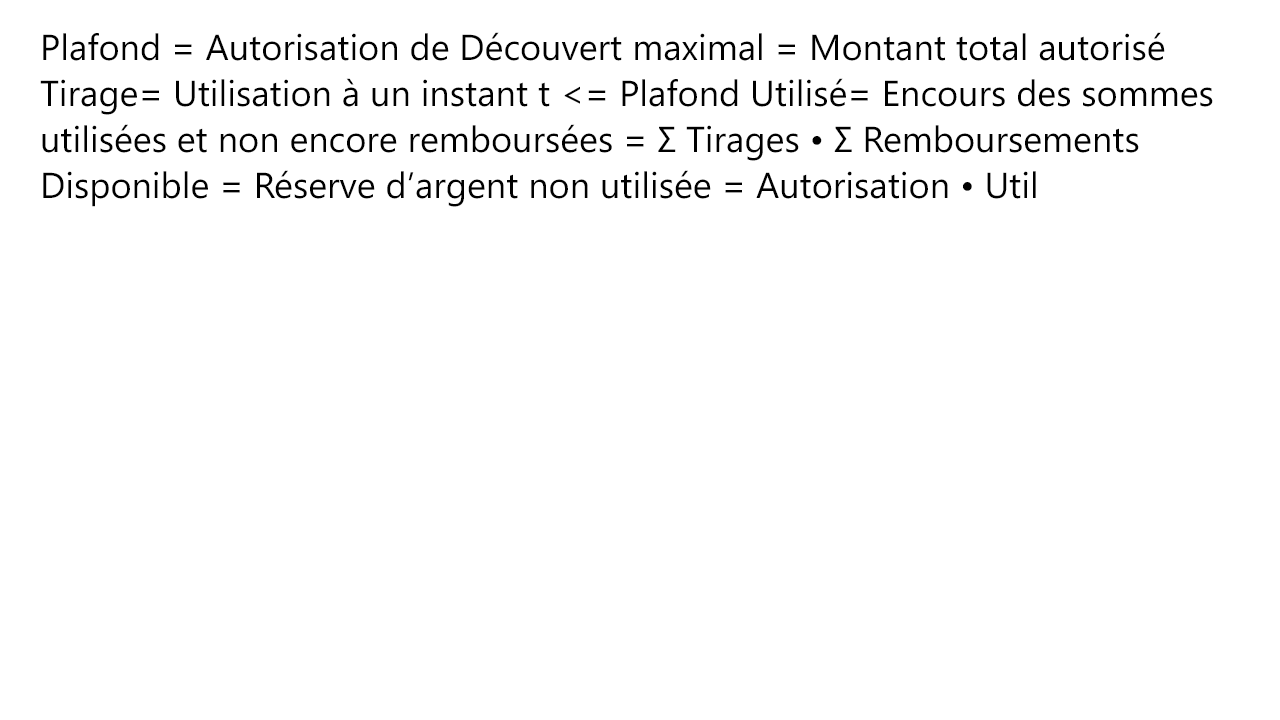 Plafond = Autorisation de Découvert maximal = Montant total autorisé
Tirage= Utilisation à un instant t <= Plafond Utilisé= Encours des sommes
utilisées et non encore remboursées = Σ Tirages • Σ Remboursements
Disponible = Réserve d’argent non utilisée = Autorisation • Util